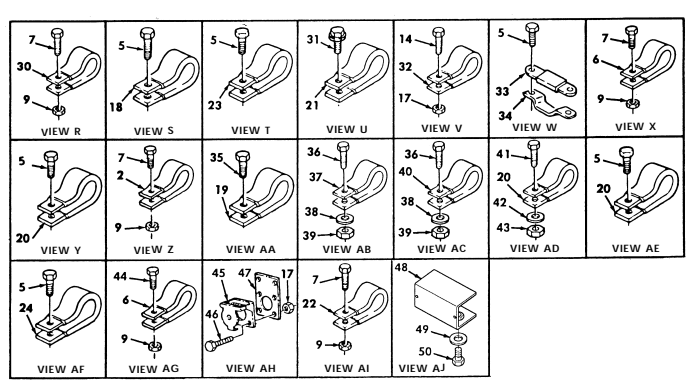 7
30
9
VIEW R
5
18
VIEW S
5
23
VIEW T
31
21
VIEW U
14
32
17
VIEW V
5
33
34
VIEW W
7
6
9
VIEW X
5
20
VIEW Y
7
2
9
VIEW Z
35
19
VIEW AA
36
37
38
39
VIEW AB
36
40
38
39
VIEW AC
41
20
42
43
VIEW AD
5
20
VIEW AE
5
24
VIEW AF
44
6
9
VIEW AG
45
47
17
46
VIEW AH
7
22
9
VIEW AI
48
49
50
VIEW AJ